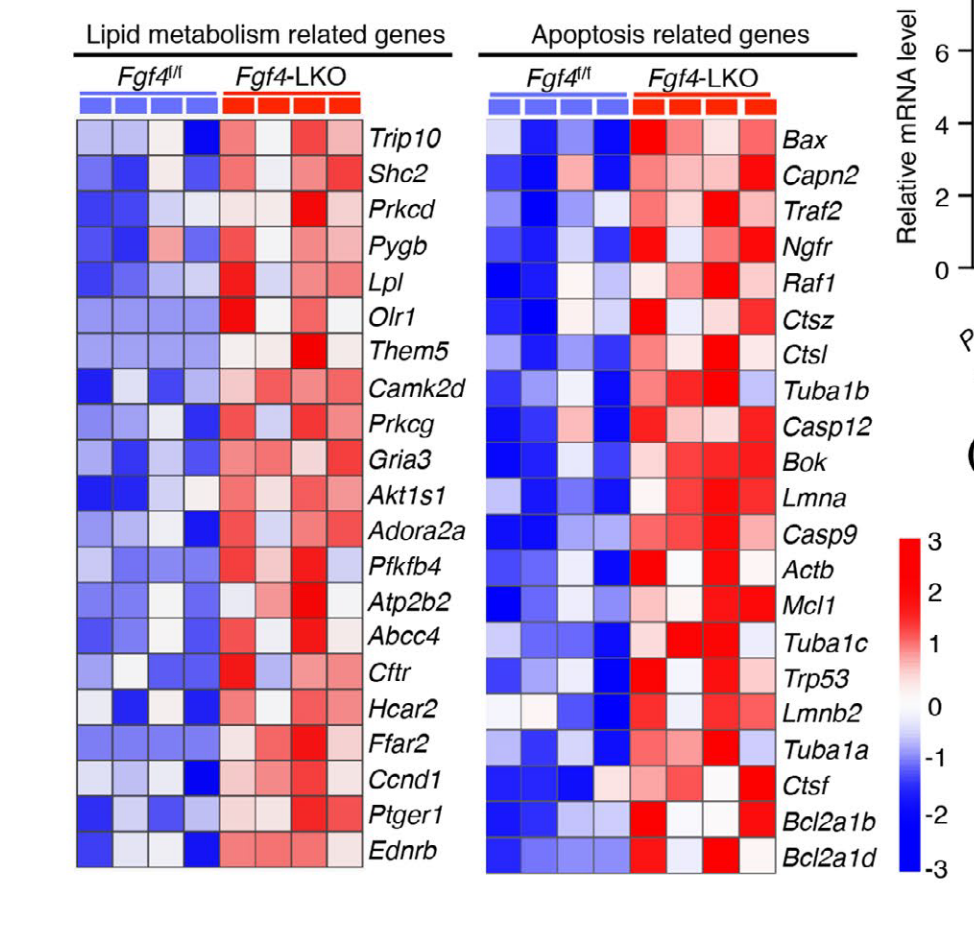 Lipid metabolism related genes
Fgf4f/f Fgf4-LKO
Trip10
Shc2
Prkcd
Pygb
Lpl
Olr1
Them5
Camk2d
Prkcg
Gria3
Akt1s1
Adora2a
Pfkfb4
Atp2b2
Abcc4
Cftr
Hcar2
Ffar2
Ccnd1
Ptger1
Ednrb
Apoptosis related genes
Fgf4f/f Fgf4-LKO
Bax
Capn2
Traf2
Ngfr
Raf1
Ctsz
Ctsl
Tuba1b
Casp12
Bok
Lmna
Casp9
Actb
Mcl1
Tuba1c
Trp53
Lmnb2
Tuba1a
Ctsf
Bcl2a1b
Bcl2a1d
Relative mRNA level
6
4
2
0
3
2
1
0
-1
-2
-3